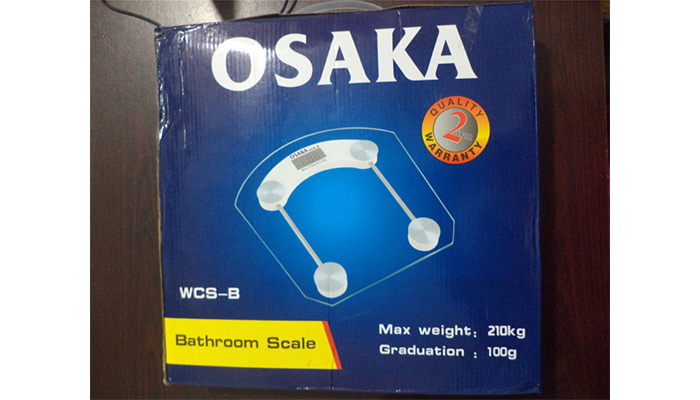 OSAKA
QUALITY
2
WARRANTY
OSAKA
WCS-B
Bathroom Scale
Max weight: 210kg
Graduation : 100g